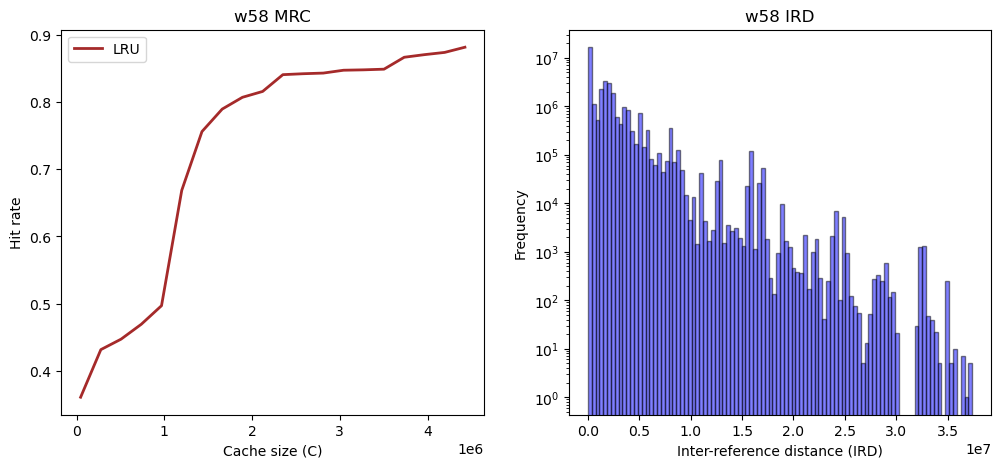 w58 MRC
LRU
Hit rate
0.9
0.8
0.7
0.6
0.5
0.4
0 1 2 3 4
1e6
Cache size (C)
w58 IRD
Frequency
10^7
10^6
10^5
10^4
10^3
10^2
10^1
10^0
0.0 0.5 1.0 1.5 2.0 2.5 3.0 3.5
1e7
Inter-reference distance (IRD)